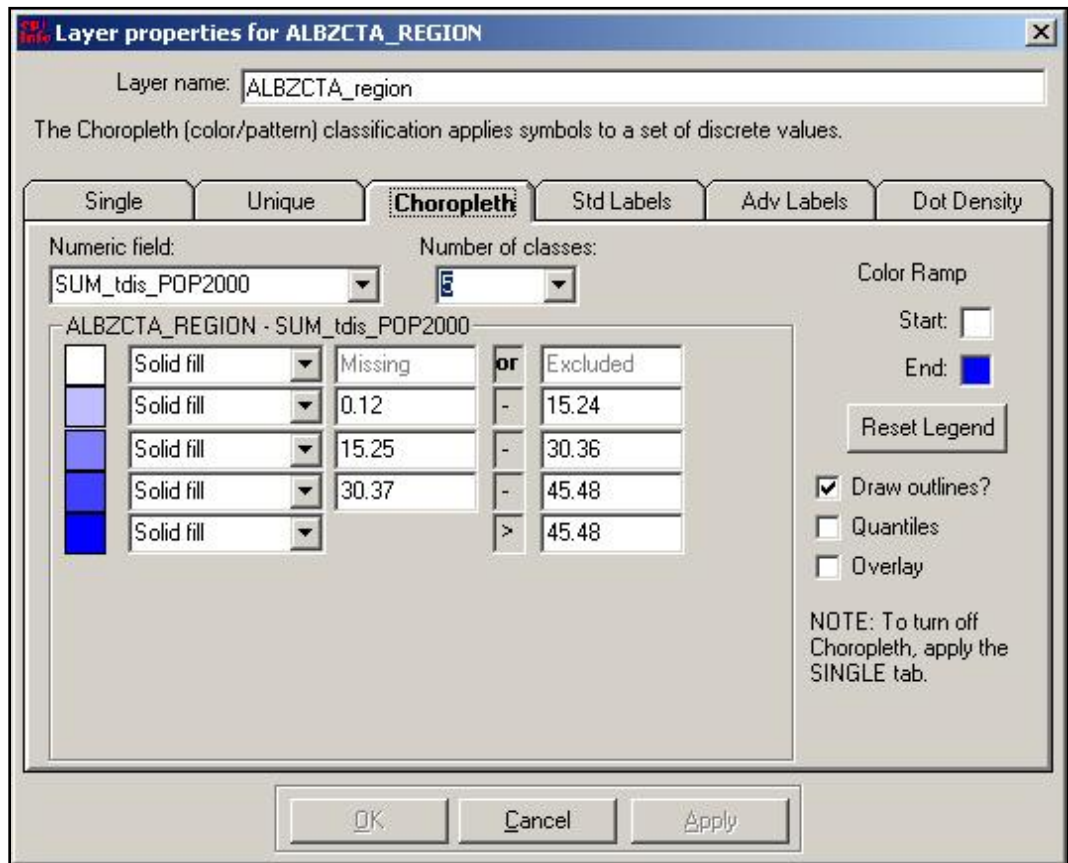 Epi Info Layer properties for ALBZCTA_REGION
Layer name: ALBZCTA_region
The Choropleth (color/pattern) classification applies symbols to a set of discrete values.
Single Unique Choropleth Std Labels Adv Labels Dot Density
Numeric field: Number of classes:
SUM_tdis_POP2000 5
Color Ramp
Start:
End:
Reset Legend
Draw outlines?
Quantiles
Overlay
NOTE: To turn off
Choropleth, apply the
SINGLE tab.
ALBZCTA_REGION - SUM_tdis_POP2000
Solid fill Missing or Excluded
Solid fill 0.12 - 15.24
Solid fill 15.25 - 30.36
Solid fill 30.37 - 45.48
Solid fill > 45.48
OK Cancel Apply